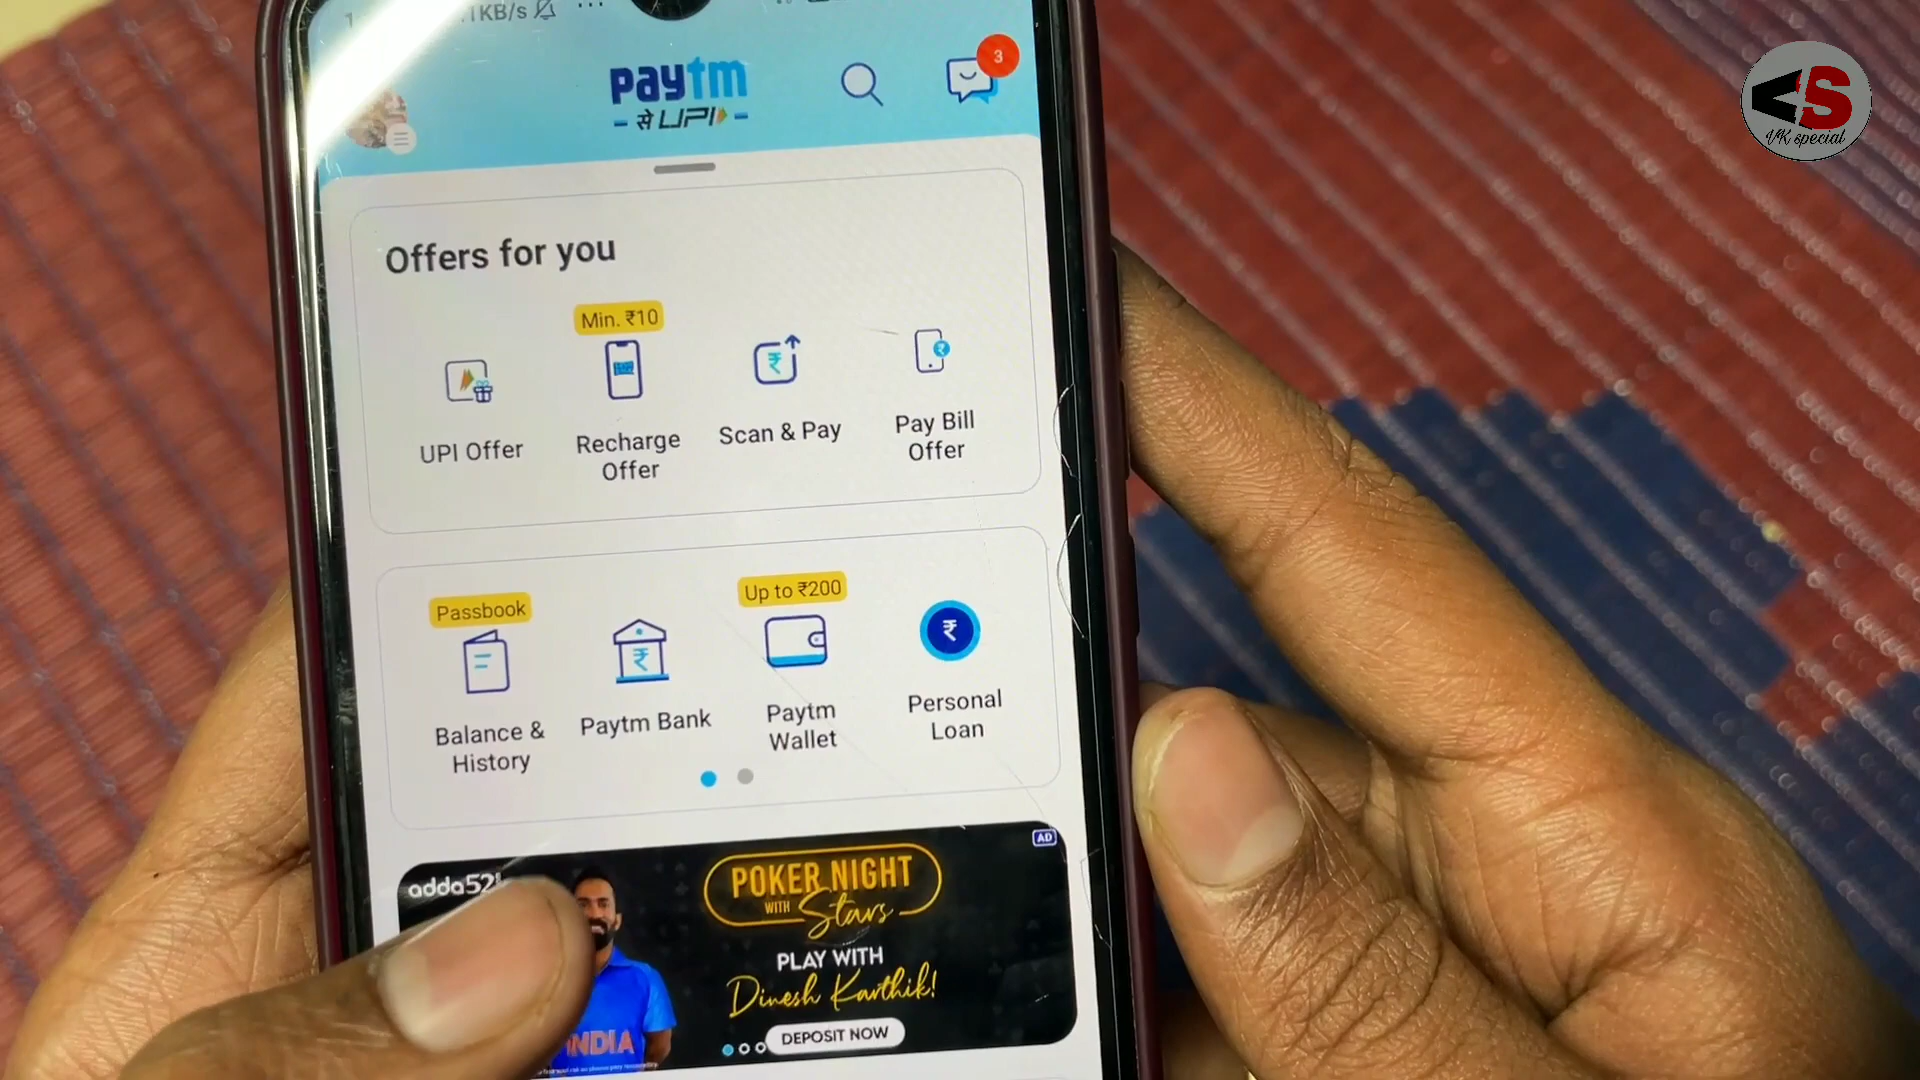 1KB/s
paytm
से UPI
3
Offers for you
Min. ₹10
UPI Offer
Recharge
Offer
Scan & Pay
Pay Bill
Offer
Passbook
Up to ₹200
Balance &
History
Paytm Bank
Paytm
Wallet
Personal
Loan
AD
adda52
POKER NIGHT
WITH Stars
PLAY WITH
Dinesh Karthik!
DEPOSIT NOW
INDIA
S
VK special